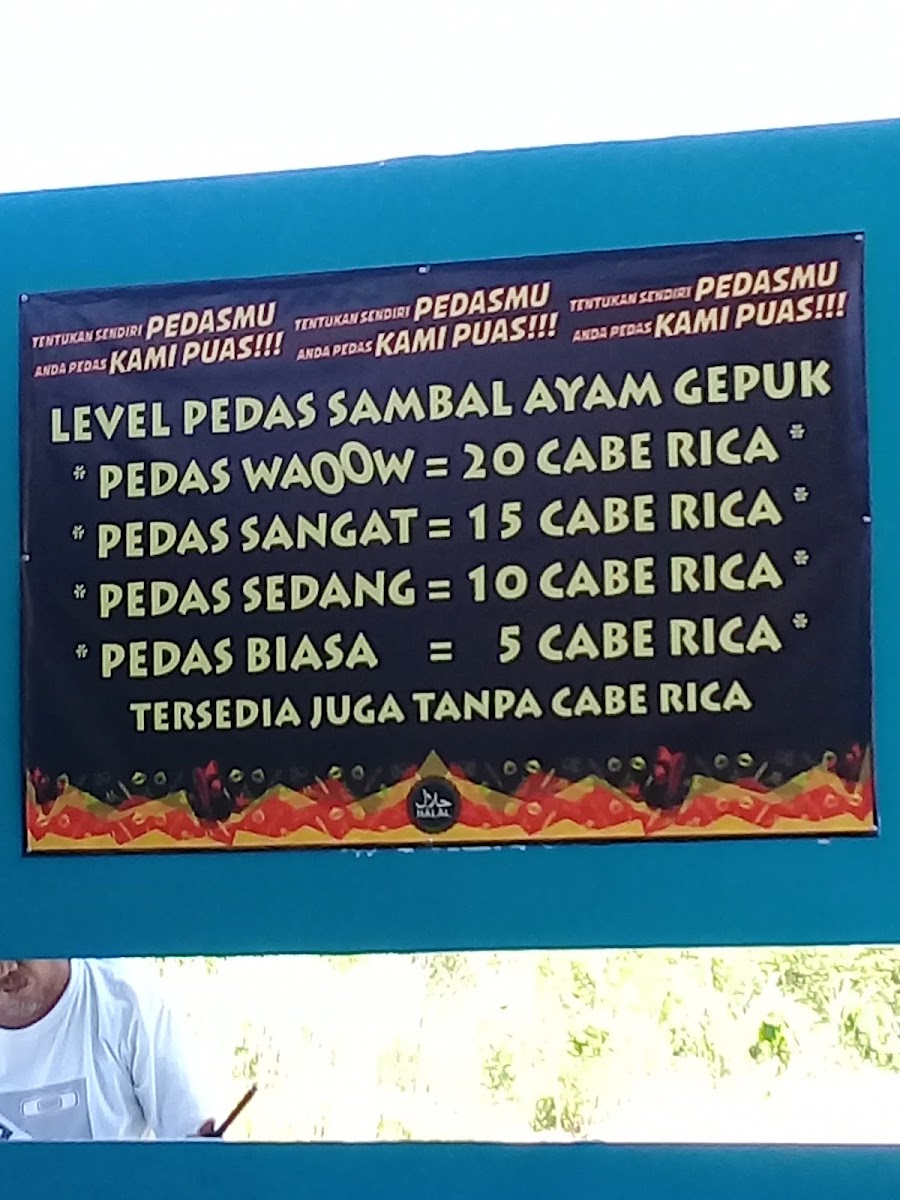 TENTUKAN SENDIRI PEDASMU
ANDA PEDAS KAMI PUAS!!!
TENTUKAN SENDIRI PEDASMU
ANDA PEDAS KAMI PUAS!!!
TENTUKAN SENDIRI PEDASMU
ANDA PEDAS KAMI PUAS!!!
LEVEL PEDAS SAMBAL AYAM GEPUK
* PEDAS WAOOW = 20 CABE RICA *
* PEDAS SANGAT = 15 CABE RICA *
* PEDAS SEDANG = 10 CABE RICA *
* PEDAS BIASA = 5 CABE RICA *
TERSEDIA JUGA TANPA CABE RICA
حلال
HALAL